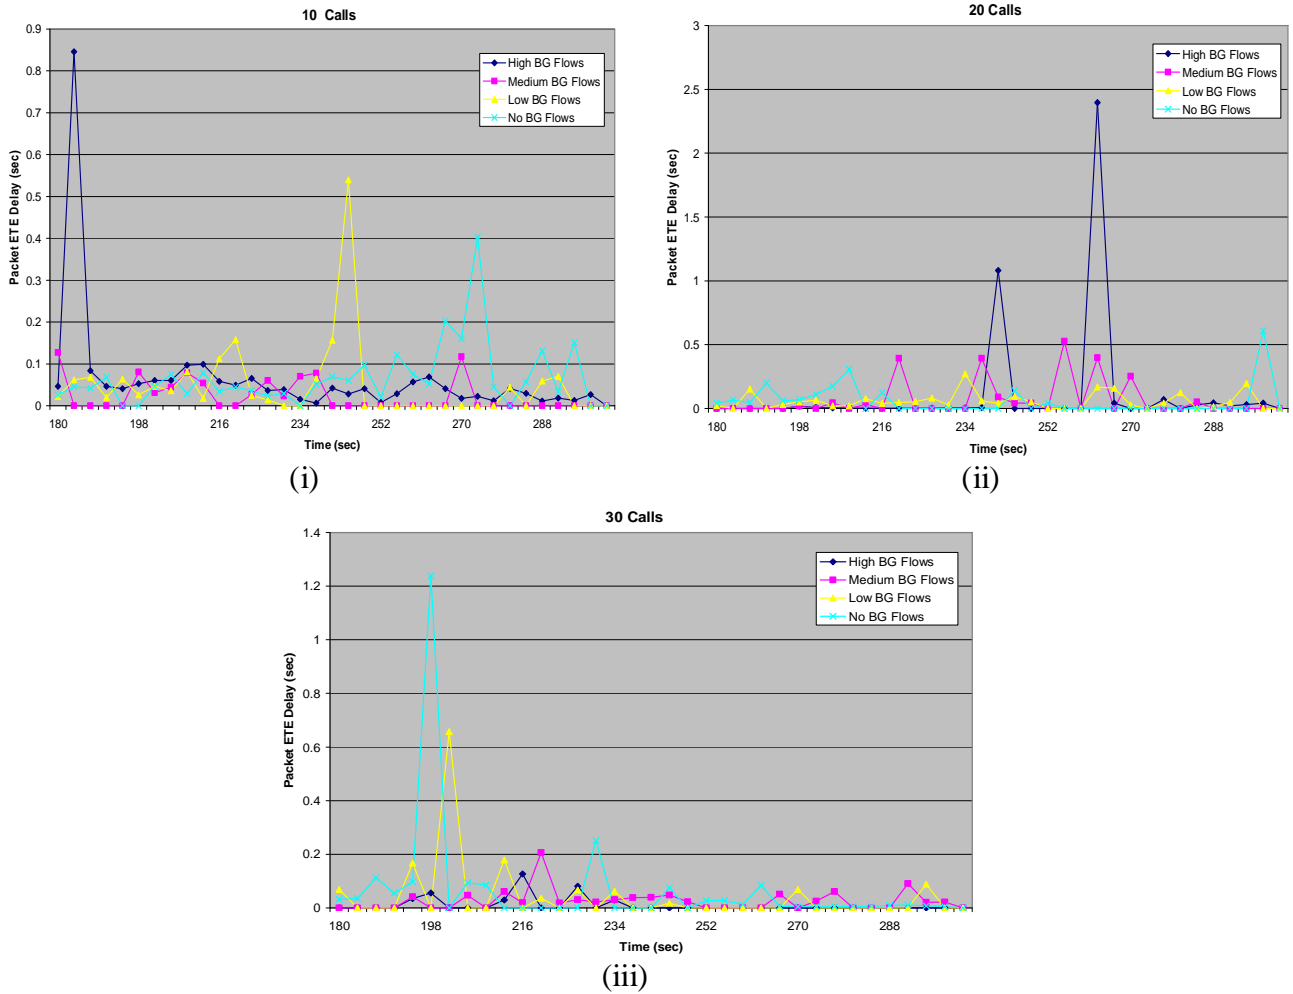 10 Calls
0.9
0.8
0.7
0.6
0.5
0.4
0.3
0.2
0.1
0
Packet ETE Delay (sec)
High BG Flows
Medium BG Flows
Low BG Flows
No BG Flows
180 198 216 234 252 270 288
Time (sec)
(i)
20 Calls
3
2.5
2
1.5
1
0.5
0
Packet ETE Delay (sec)
High BG Flows
Medium BG Flows
Low BG Flows
No BG Flows
180 198 216 234 252 270 288
Time (sec)
(ii)
30 Calls
1.4
1.2
1
0.8
0.6
0.4
0.2
0
Packet ETE Delay (sec)
High BG Flows
Medium BG Flows
Low BG Flows
No BG Flows
180 198 216 234 252 270 288
Time (sec)
(iii)